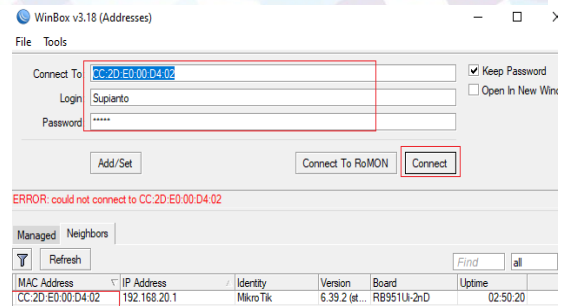 WinBox v3.18 (Addresses)
File Tools
Connect To: CC:2D:E0:00:D4:02
Keep Password
Login: Supianto
Open In New Wind
Password: *****
Add/Set Connect To RoMON Connect
ERROR: could not connect to CC:2D:E0:00:D4:02
Managed Neighbors
Refresh Find all
MAC Address IP Address Identity Version Board Uptime
CC:2D:E0:00:D4:02 192.168.20.1 MikroTik 6.39.2 (st... RB951Ui-2nD 02:50:20